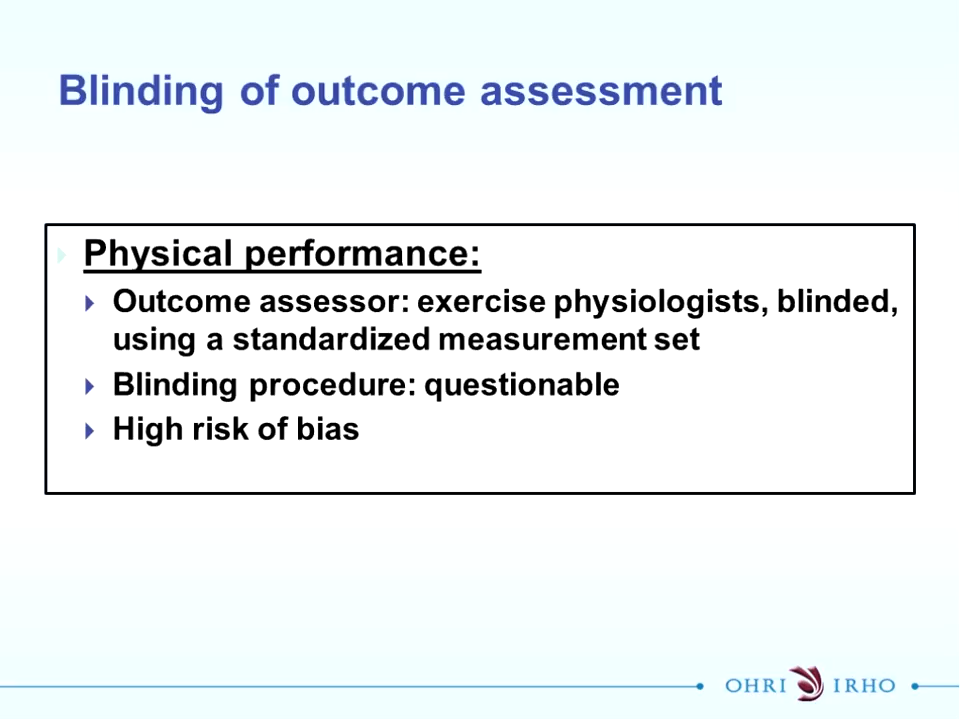 Blinding of outcome assessment
Physical performance:
Outcome assessor: exercise physiologists, blinded,
using a standardized measurement set
Blinding procedure: questionable
High risk of bias
OHRI IRHO